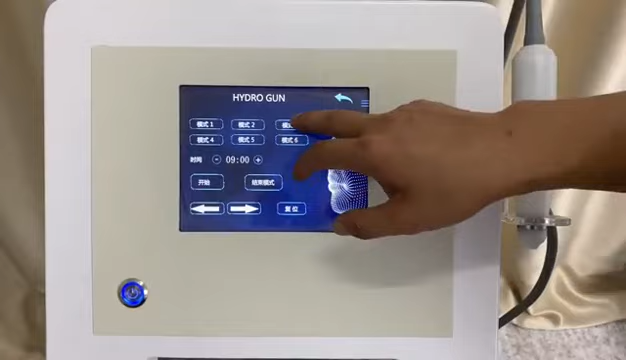 HYDRO GUN
模式 1 模式 2
模式 4 模式 5 模式 6
时间 - 09:00 +
开始 结束模式
复位